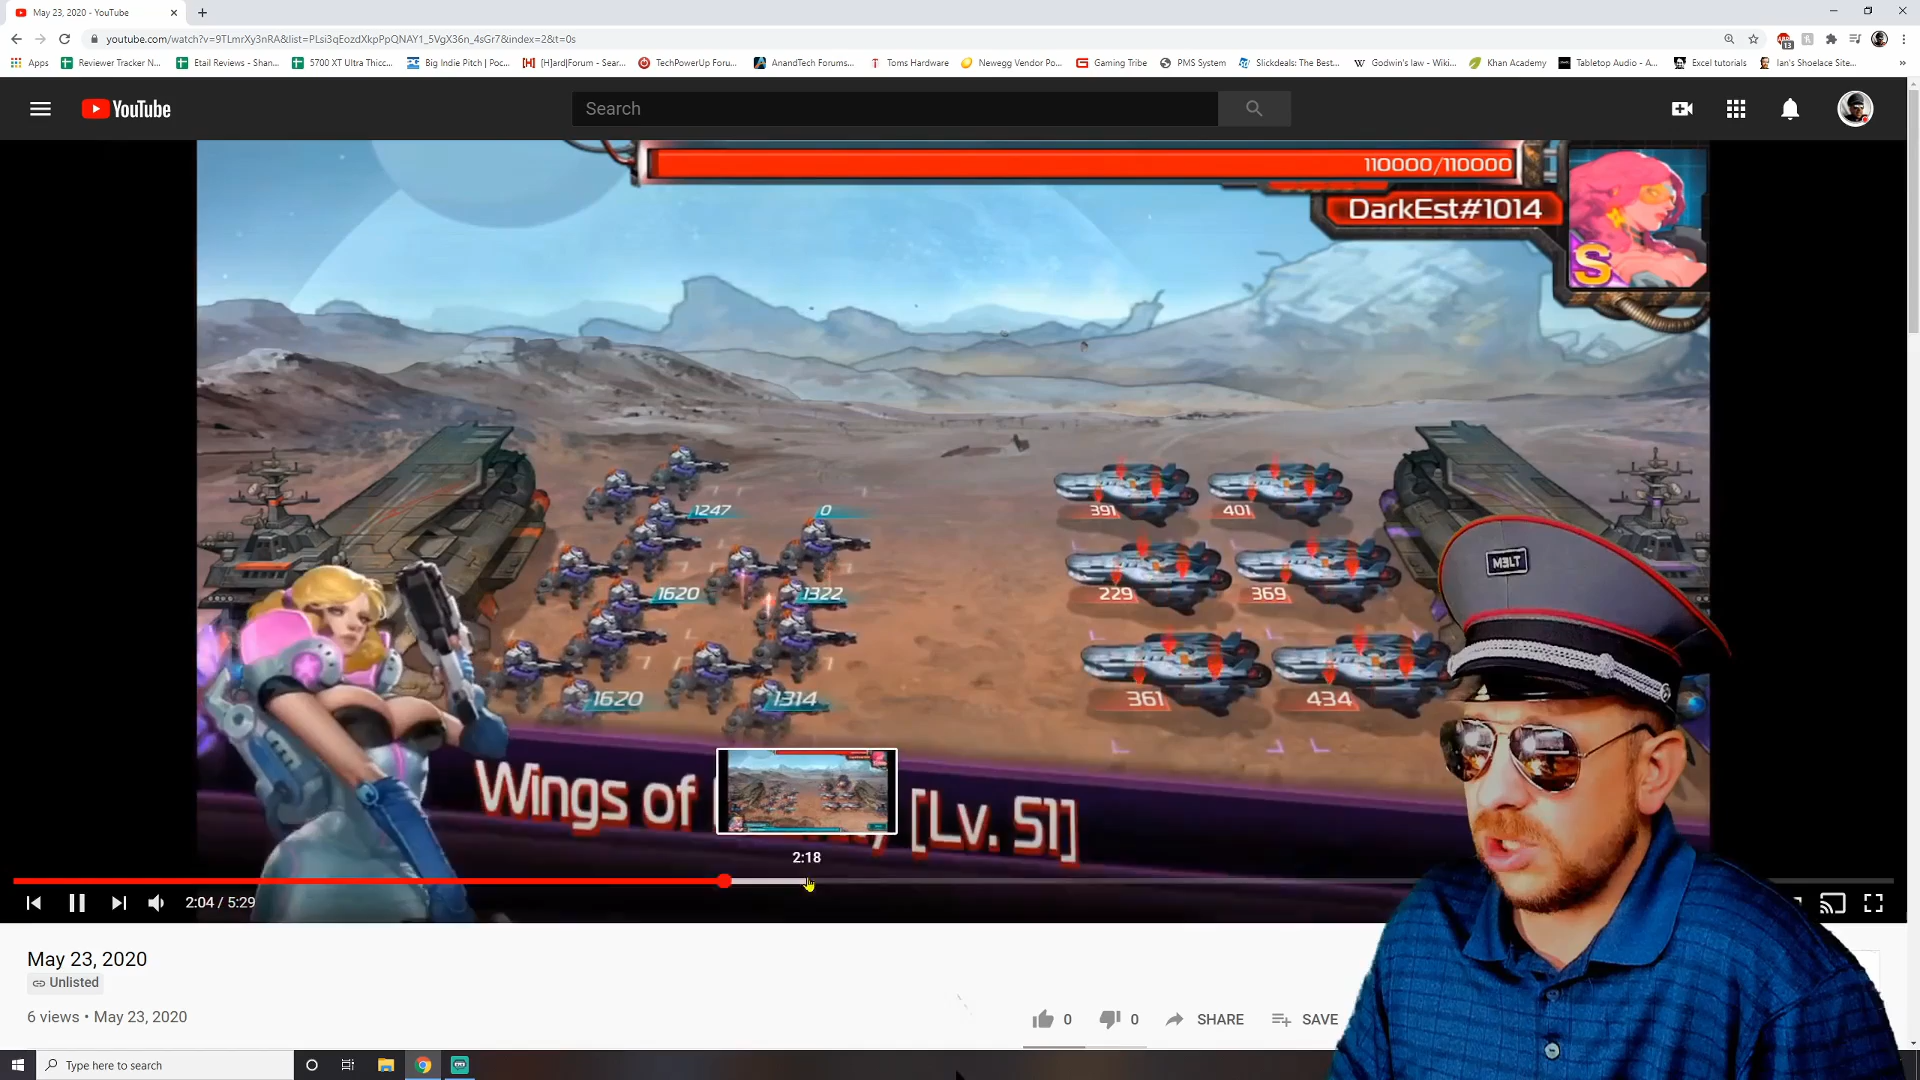 May 23, 2020 - YouTube
youtube.com/watch?v=9TLmrXy3nRA&list=PLsi3qEozdXkpPpQNAY1_5VgX36n_4sGr7&index=2&t=0s
Apps
Reviewer Tracker N...
Etail Reviews - Shan...
5700 XT Ultra Thicc...
Big Indie Pitch | Poc...
[H]ard|Forum - Sear...
TechPowerUp Foru...
AnandTech Forums...
Toms Hardware
Newegg Vendor Po...
Gaming Tribe
PMS System
Slickdeals: The Best...
Godwin's law - Wiki...
Khan Academy
Tabletop Audio - A...
Excel tutorials
Ian's Shoelace Site...
YouTube
Search
110000/110000
DarkEst#1014
S
1247
0
391
401
1620
1322
229
369
1620
1314
361
434
MELT
Wings of
[Lv. 51]
2:18
2:04 / 5:29
May 23, 2020
Unlisted
6 views • May 23, 2020
0
0
SHARE
SAVE
Type here to search